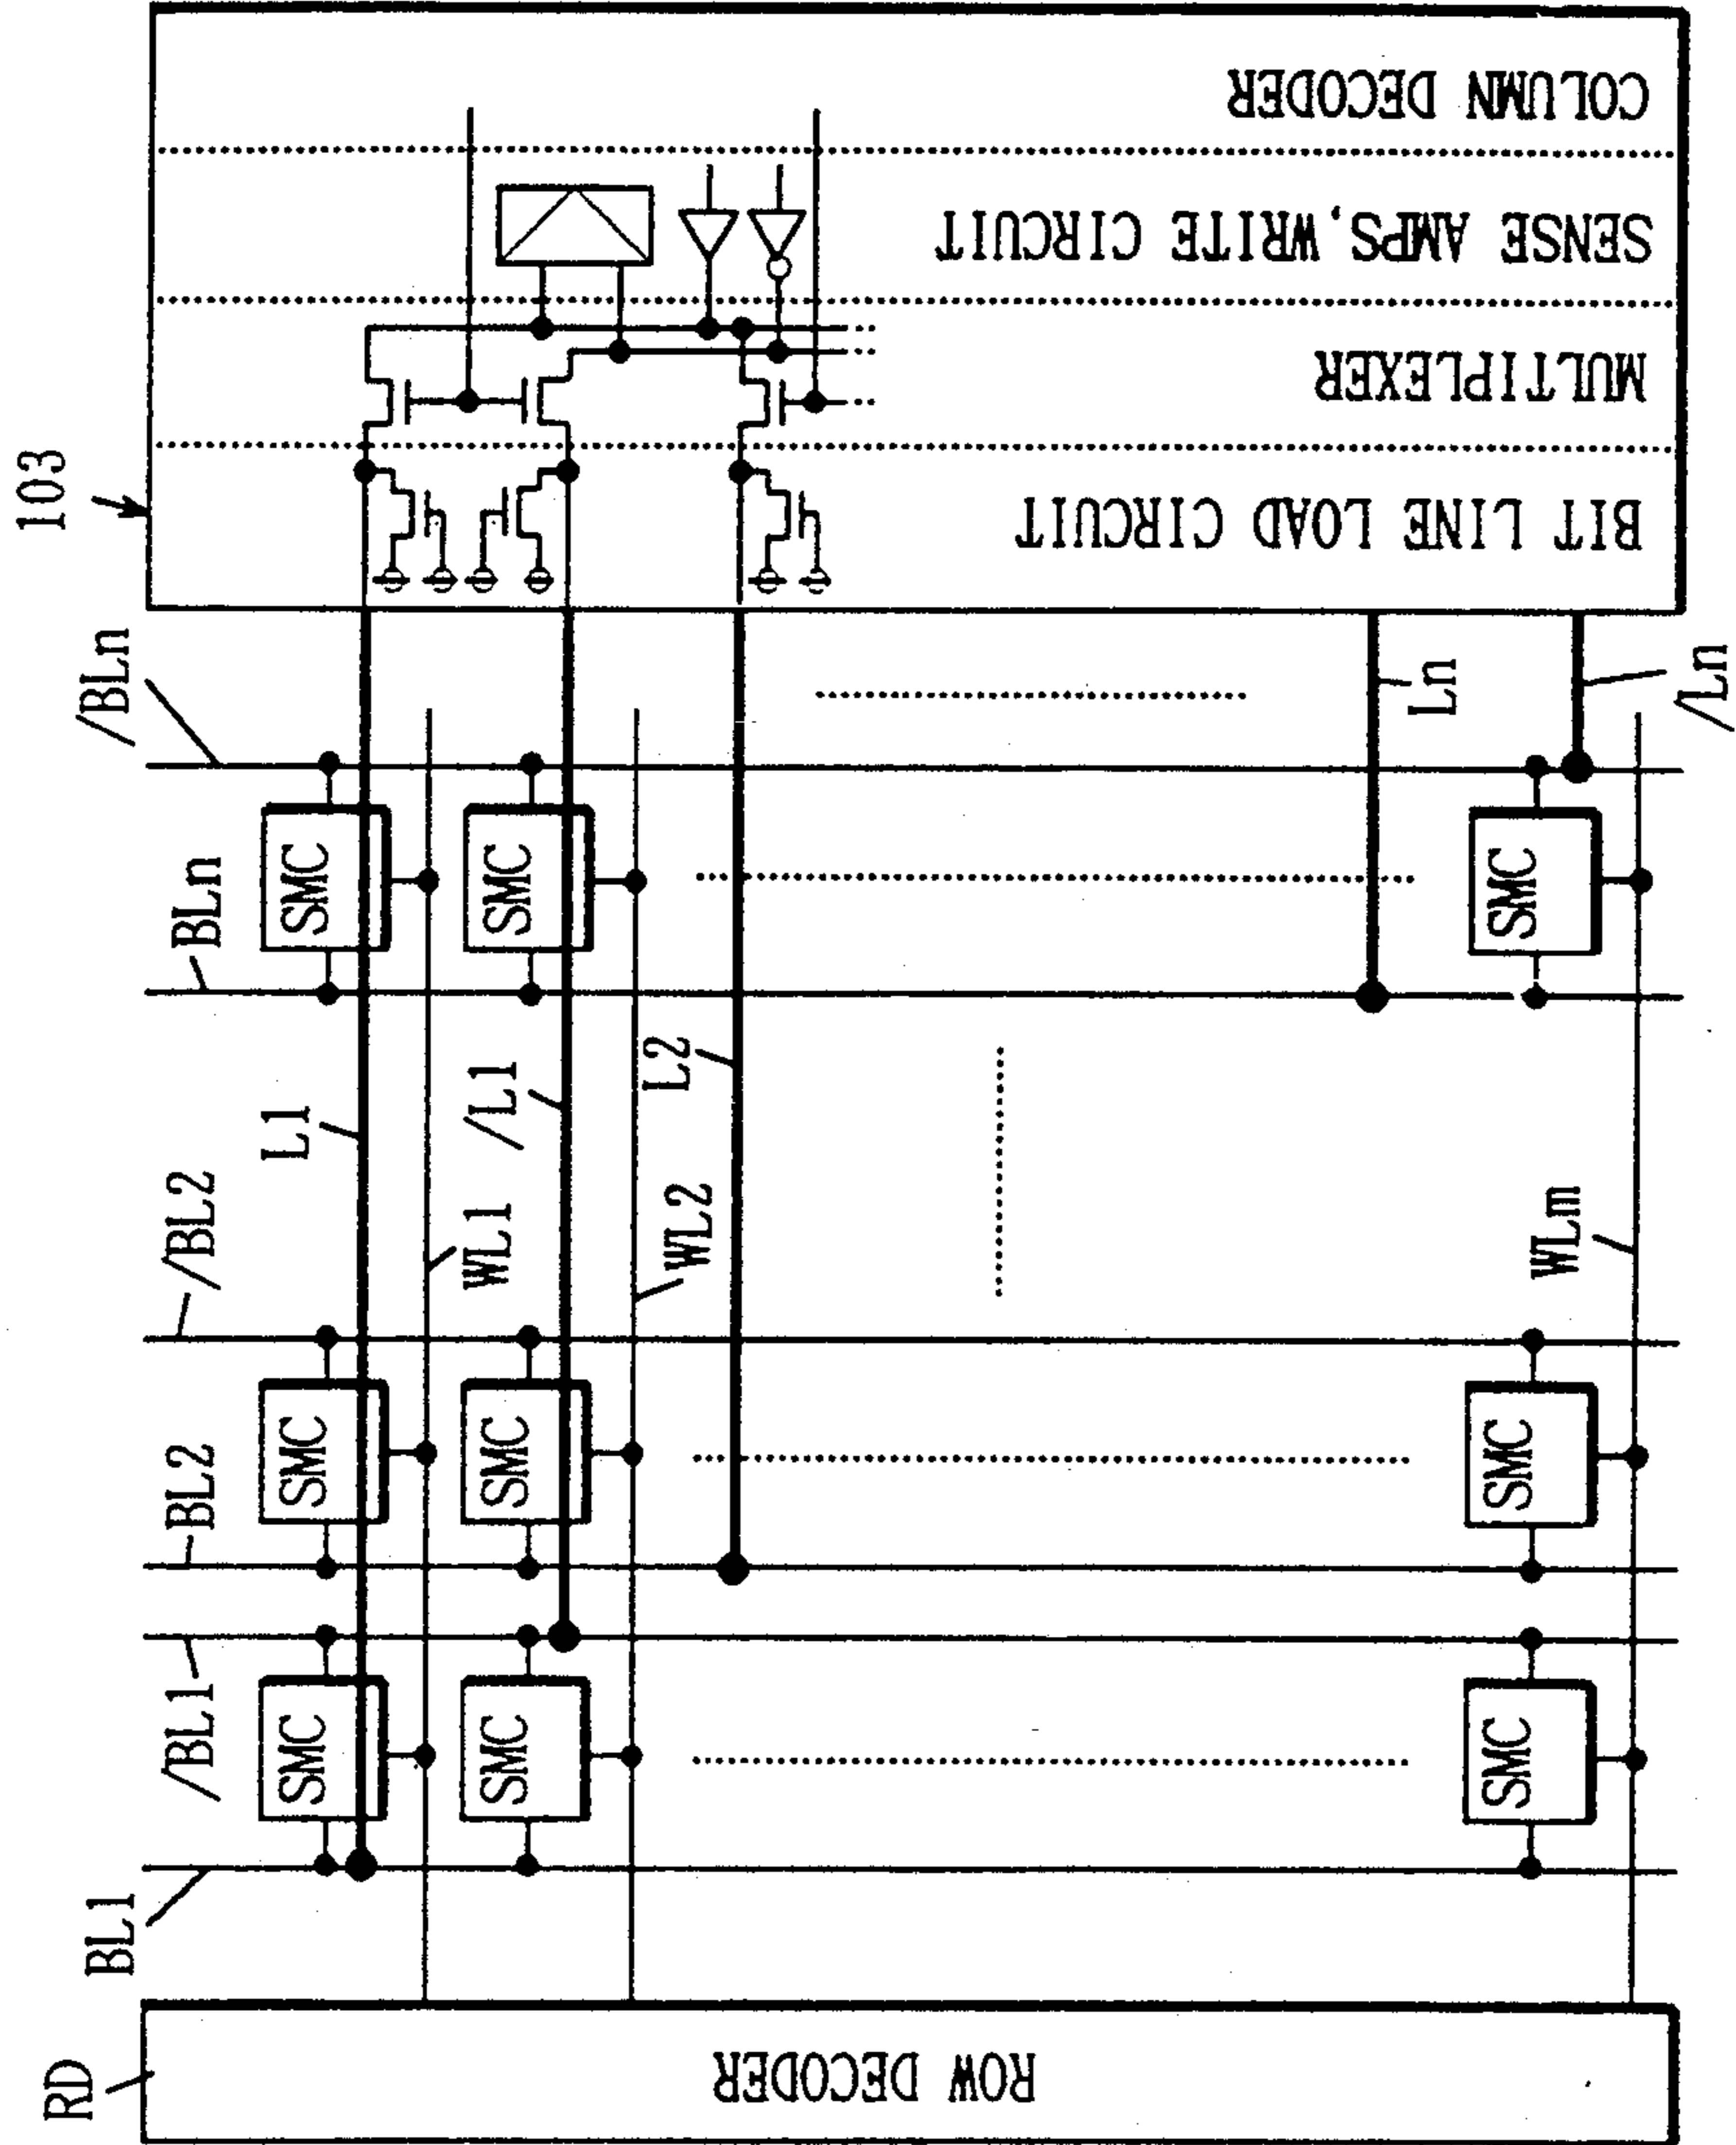 103
COLUMN DECODER
SENSE AMPS, WRITE CIRCUIT
MULTIPLEXER
BIT LINE LOAD CIRCUIT
/BLn
BLn
/BL2
BL2
/BL1
BL1
RD
ROW DECODER
L1
/L1
L2
Ln
/Ln
WL1
WL2
WLm
SMC
SMC
SMC
SMC
SMC
SMC
SMC
SMC
SMC